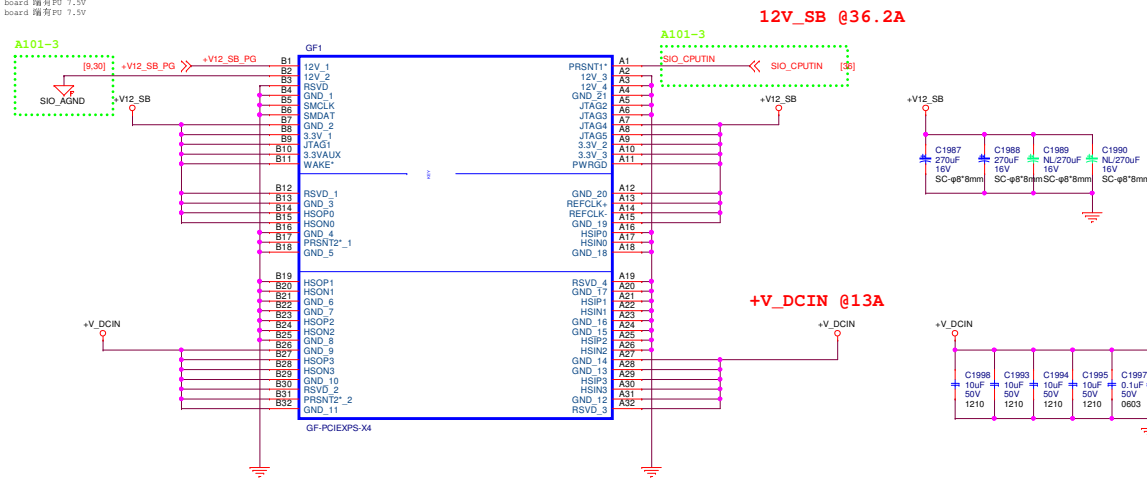 board 端有PU 7.5V
board 端有PU 7.5V
12V_SB @36.2A
A101-3
[9,30]
+V12_SB_PG
+V12_SB_PG
SIO_AGND
+V12_SB
GF1
A101-3
SIO_CPUTIN
SIO_CPUTIN
[36]
+V12_SB
+V12_SB
B1 12V_1
B2 12V_2
B3 RSVD
B4 GND_1
B5 SMCLK
B6 SMDAT
B7 GND_2
B8 3.3V_1
B9 JTAG1
B10 3.3VAUX
B11 WAKE*
PRSNT1* A1
12V_3 A2
12V_4 A3
GND_21 A4
JTAG2 A5
JTAG3 A6
JTAG4 A7
JTAG5 A8
3.3V_2 A9
3.3V_3 A10
PWRGD A11
KEY
B12 RSVD_1
B13 GND_3
B14 HSOP0
B15 HSON0
B16 GND_4
B17 PRSNT2*_1
B18 GND_5
GND_20 A12
REFCLK+ A13
REFCLK- A14
GND_19 A15
HSIP0 A16
HSIN0 A17
GND_18 A18
B19 HSOP1
B20 HSON1
B21 GND_6
B22 GND_7
B23 HSOP2
B24 HSON2
B25 GND_8
B26 GND_9
B27 HSOP3
B28 HSON3
B29 GND_10
B30 RSVD_2
B31 PRSNT2*_2
B32 GND_11
RSVD_4 A19
GND_17 A20
HSIP1 A21
HSIN1 A22
GND_16 A23
GND_15 A24
HSIP2 A25
HSIN2 A26
GND_14 A27
GND_13 A28
HSIP3 A29
HSIN3 A30
GND_12 A31
RSVD_3 A32
GF-PCIEXPS-X4
+V_DCIN
+V_DCIN @13A
+V_DCIN
+V_DCIN
C1987
270uF
16V
SC-φ8*8mm
C1988
270uF
16V
SC-φ8*8mm
C1989
NL/270uF
16V
SC-φ8*8mm
C1990
NL/270uF
16V
SC-φ8*8mm
C1998
10uF
50V
1210
C1993
10uF
50V
1210
C1994
10uF
50V
1210
C1995
10uF
50V
1210
C1997
0.1uF
50V
0603